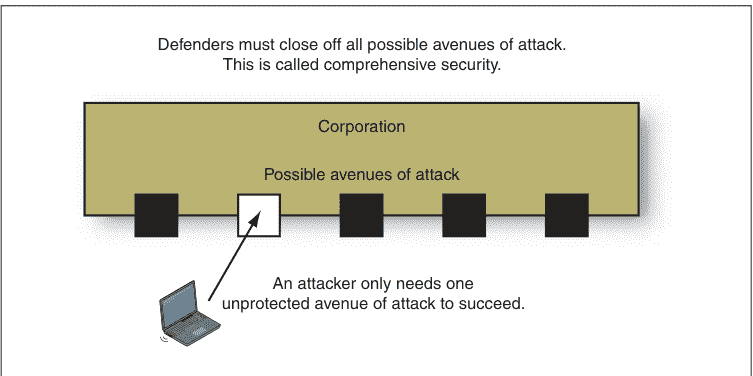 Defenders must close off all possible avenues of attack.
This is called comprehensive security.
Corporation
Possible avenues of attack
An attacker only needs one
unprotected avenue of attack to succeed.